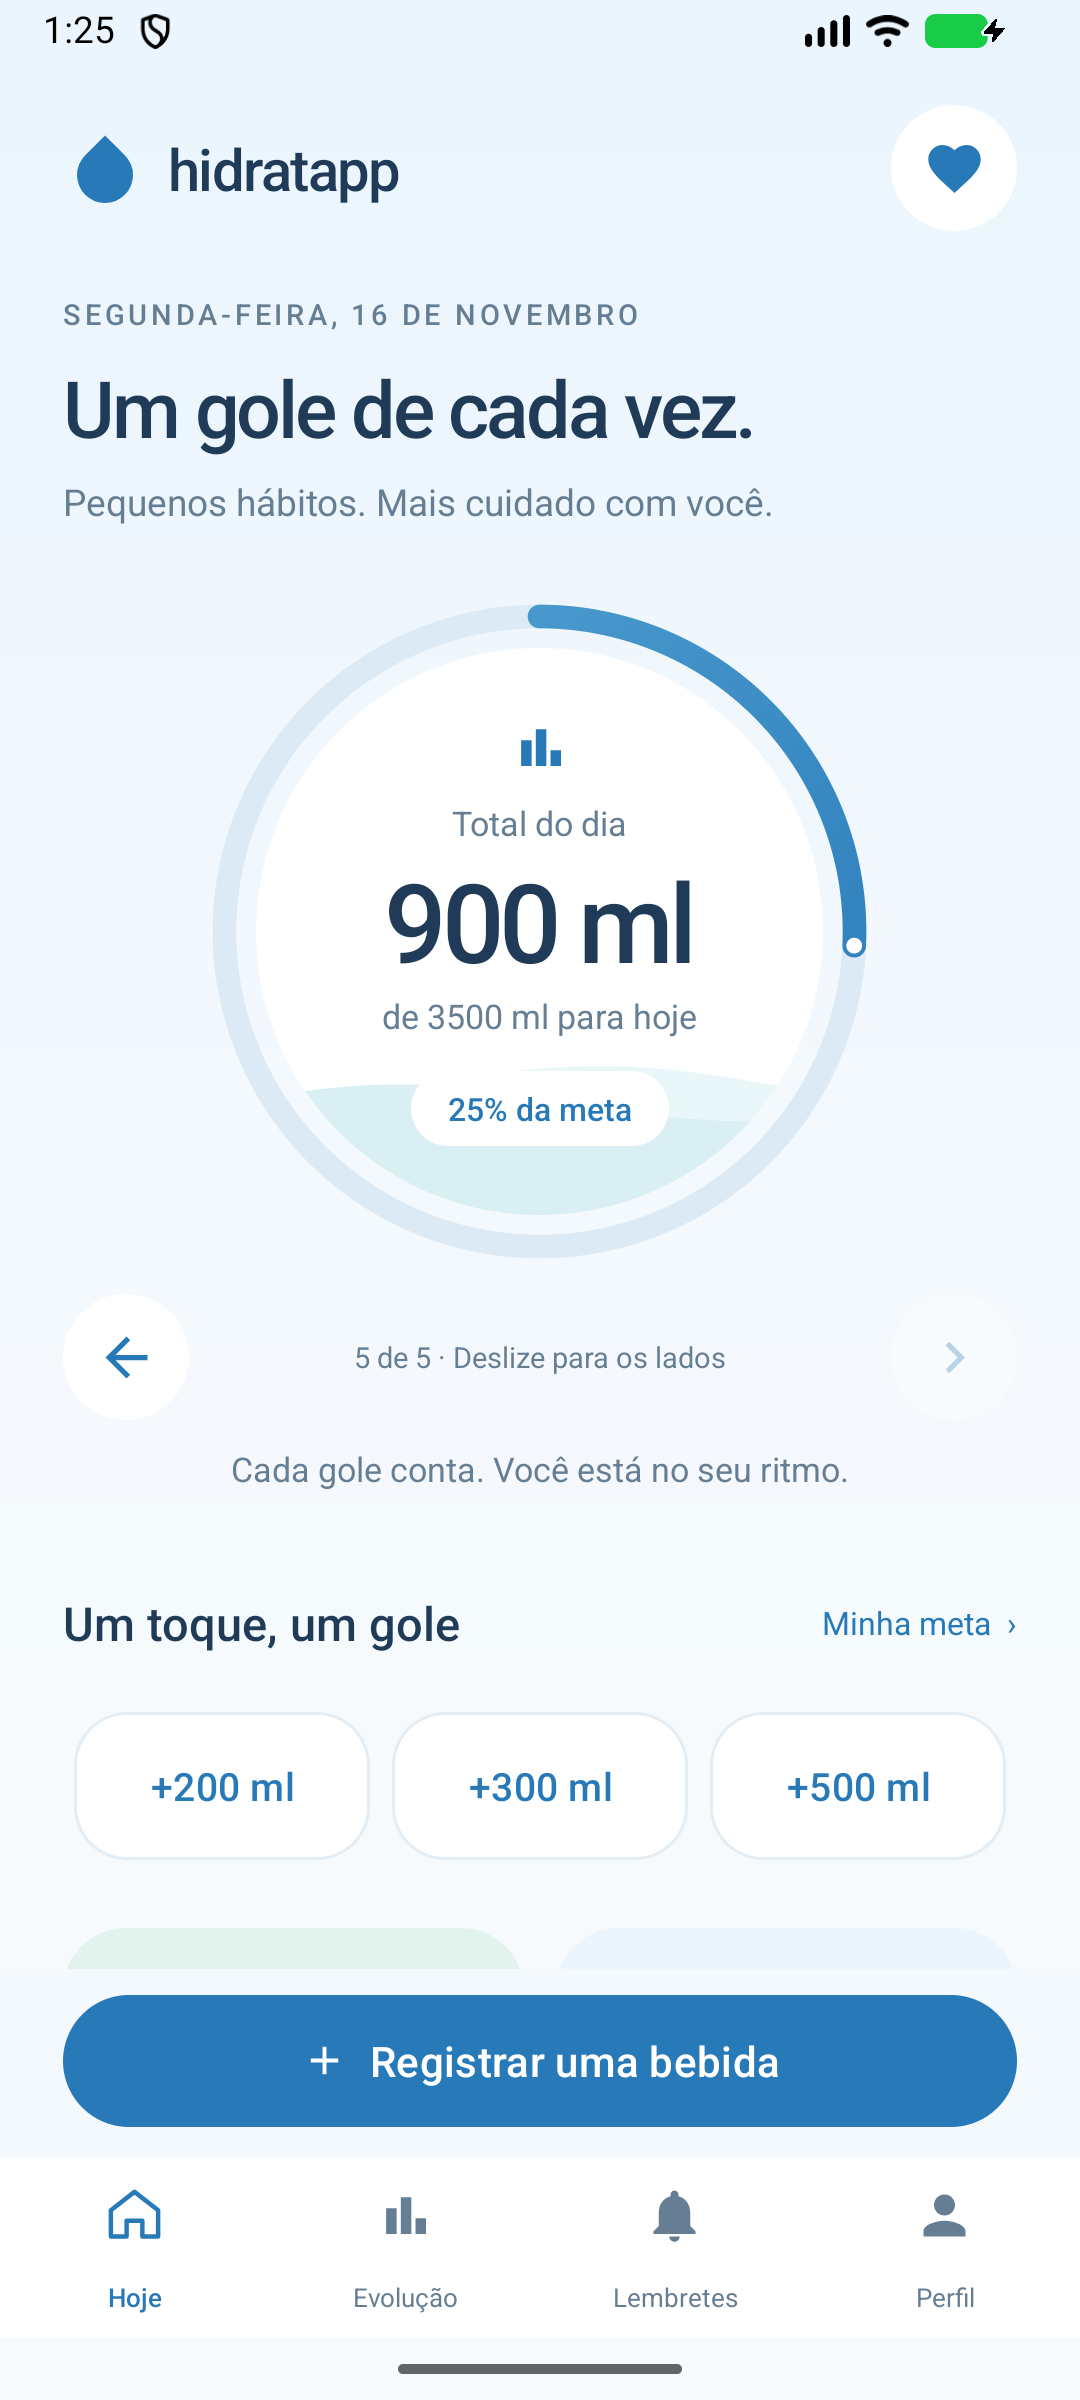 1:25
hidratapp
SEGUNDA-FEIRA, 16 DE NOVEMBRO
Um gole de cada vez.
Pequenos hábitos. Mais cuidado com você.
Total do dia
900 ml
de 3500 ml para hoje
25% da meta
5 de 5 · Deslize para os lados
Cada gole conta. Você está no seu ritmo.
Um toque, um gole
Minha meta ›
+200 ml
+300 ml
+500 ml
+ Registrar uma bebida
Hoje
Evolução
Lembretes
Perfil